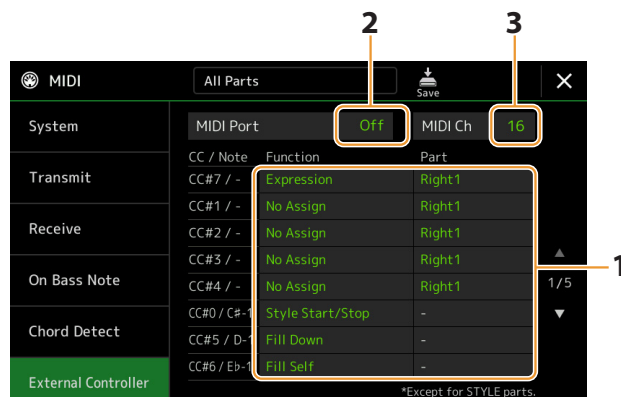 2 3
MIDI All Parts Save ×
System
Transmit
Receive
On Bass Note
Chord Detect
External Controller
MIDI Port Off MIDI Ch 16
CC / Note Function Part
CC#7 / - Expression Right1
CC#1 / - No Assign Right1
CC#2 / - No Assign Right1
CC#3 / - No Assign Right1
CC#4 / - No Assign Right1
CC#0 / C#-1 Style Start/Stop -
CC#5 / D-1 Fill Down -
CC#6 / E♭-1 Fill Self -
*Except for STYLE parts.
▲
1/5
▼
1